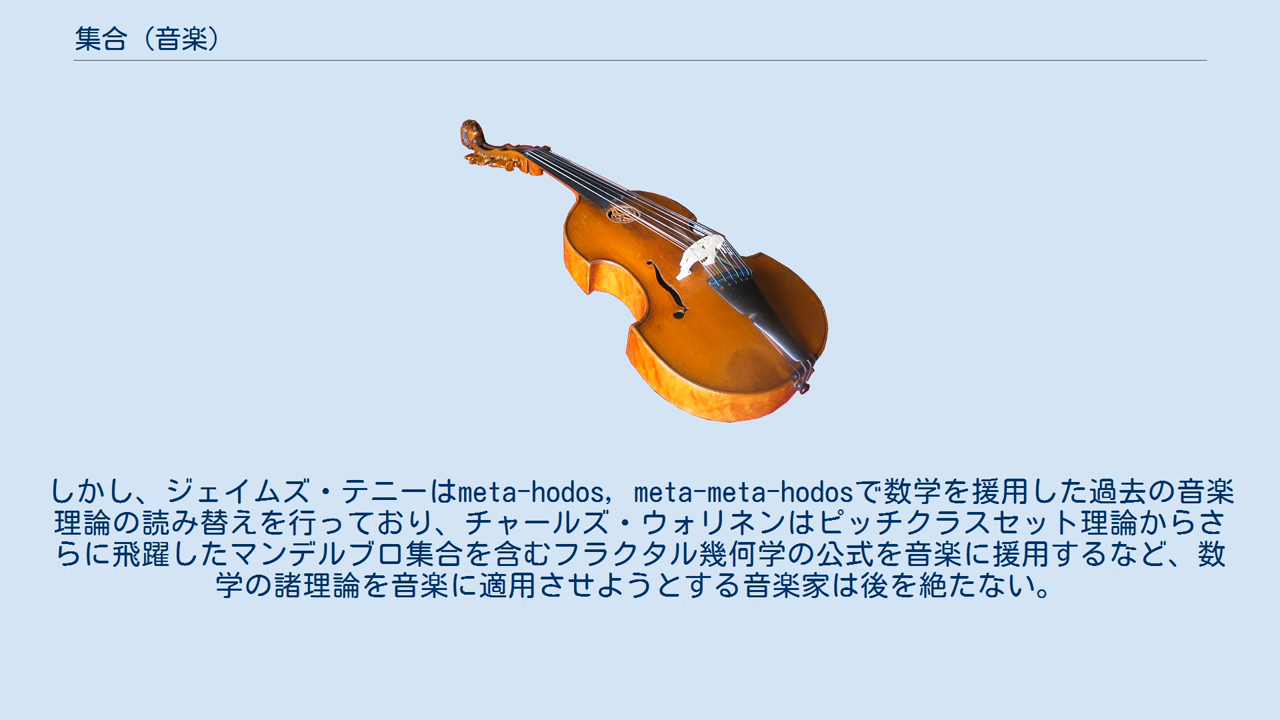 集合（音楽）
しかし、ジェイムズ・テニーはmeta-hodos, meta-meta-hodosで数学を援用した過去の音楽
理論の読み替えを行っており、チャールズ・ウォリネンはピッチクラスセット理論からさ
らに飛躍したマンデルブロ集合を含むフラクタル幾何学の公式を音楽に援用するなど、数
学の諸理論を音楽に適用させようとする音楽家は後を絶たない。